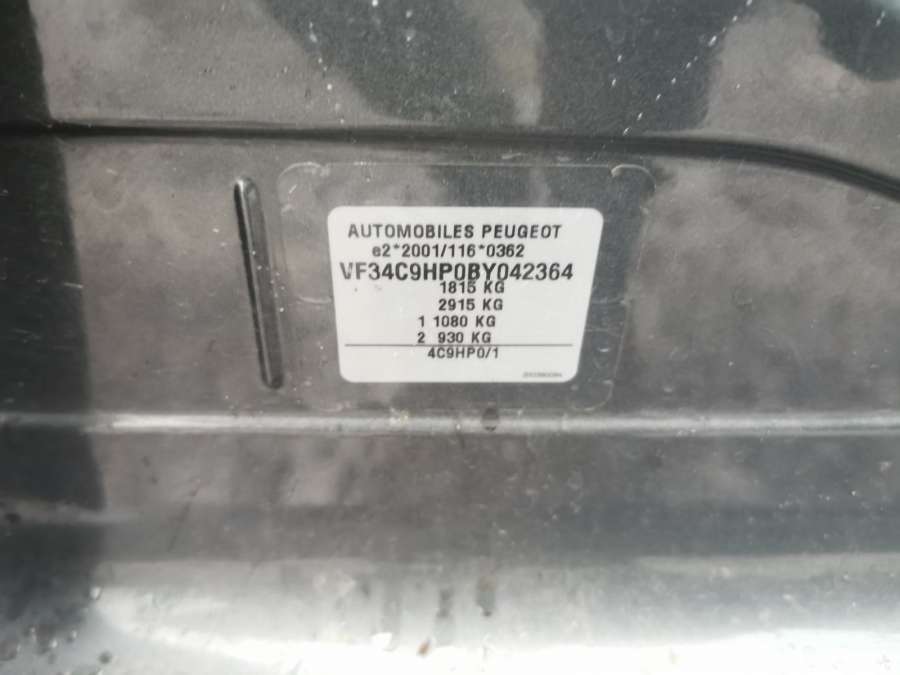 AUTOMOBILES PEUGEOT
e2*2001/116*0362
VF34C9HP0BY042364
1815 KG
2915 KG
1 1080 KG
2 930 KG
4C9HP0/1